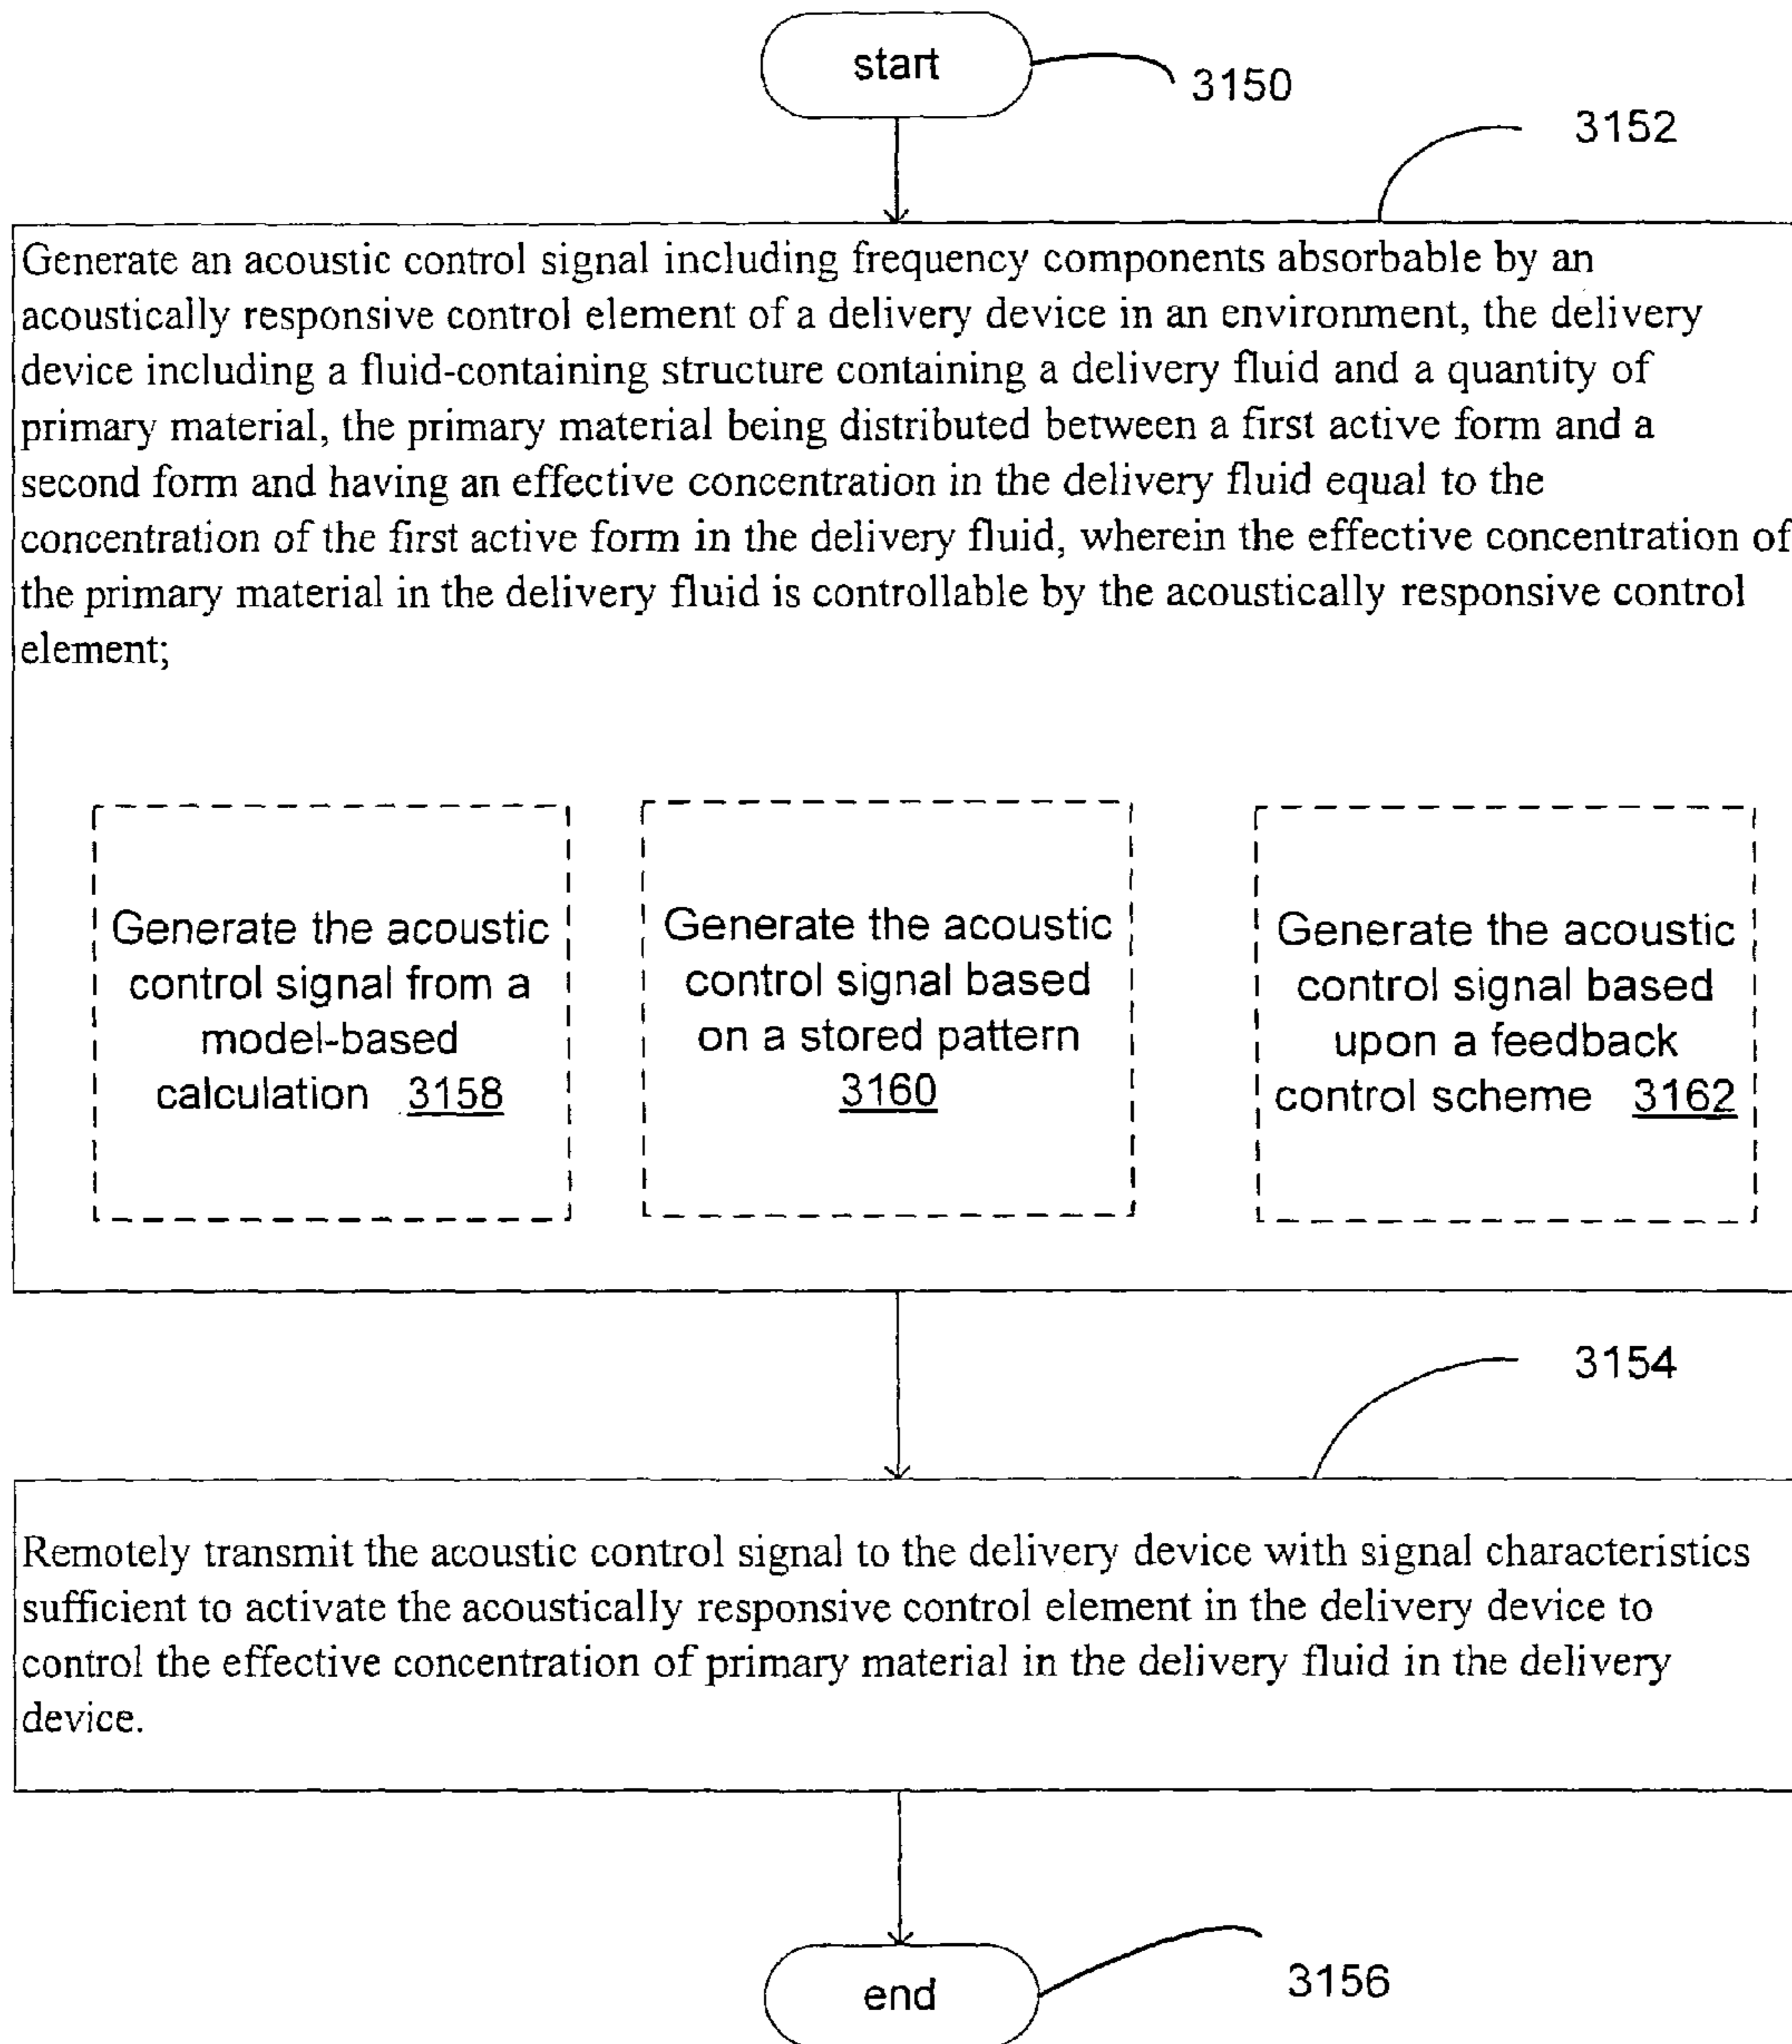 start
3150
3152
Generate an acoustic control signal including frequency components absorbable by an
acoustically responsive control element of a delivery device in an environment, the delivery
device including a fluid-containing structure containing a delivery fluid and a quantity of
primary material, the primary material being distributed between a first active form and a
second form and having an effective concentration in the delivery fluid equal to the
concentration of the first active form in the delivery fluid, wherein the effective concentration of
the primary material in the delivery fluid is controllable by the acoustically responsive control
element;
Generate the acoustic
control signal from a
model-based
calculation 3158
Generate the acoustic
control signal based
on a stored pattern
3160
Generate the acoustic
control signal based
upon a feedback
control scheme 3162
3154
Remotely transmit the acoustic control signal to the delivery device with signal characteristics
sufficient to activate the acoustically responsive control element in the delivery device to
control the effective concentration of primary material in the delivery fluid in the delivery
device.
end
3156